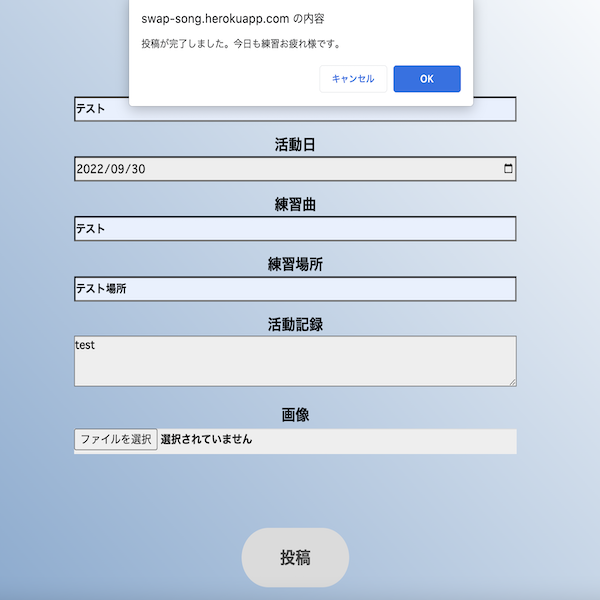 swap-song.herokuapp.com の内容
投稿が完了しました。今日も練習お疲れ様です。
キャンセル OK
テスト
活動日
2022/09/30
練習曲
テスト
練習場所
テスト場所
活動記録
test
画像
ファイルを選択 選択されていません
投稿